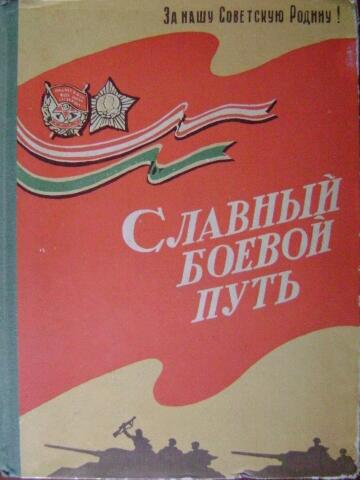 За нашу Советскую Родину!
Славный
боевой
путь